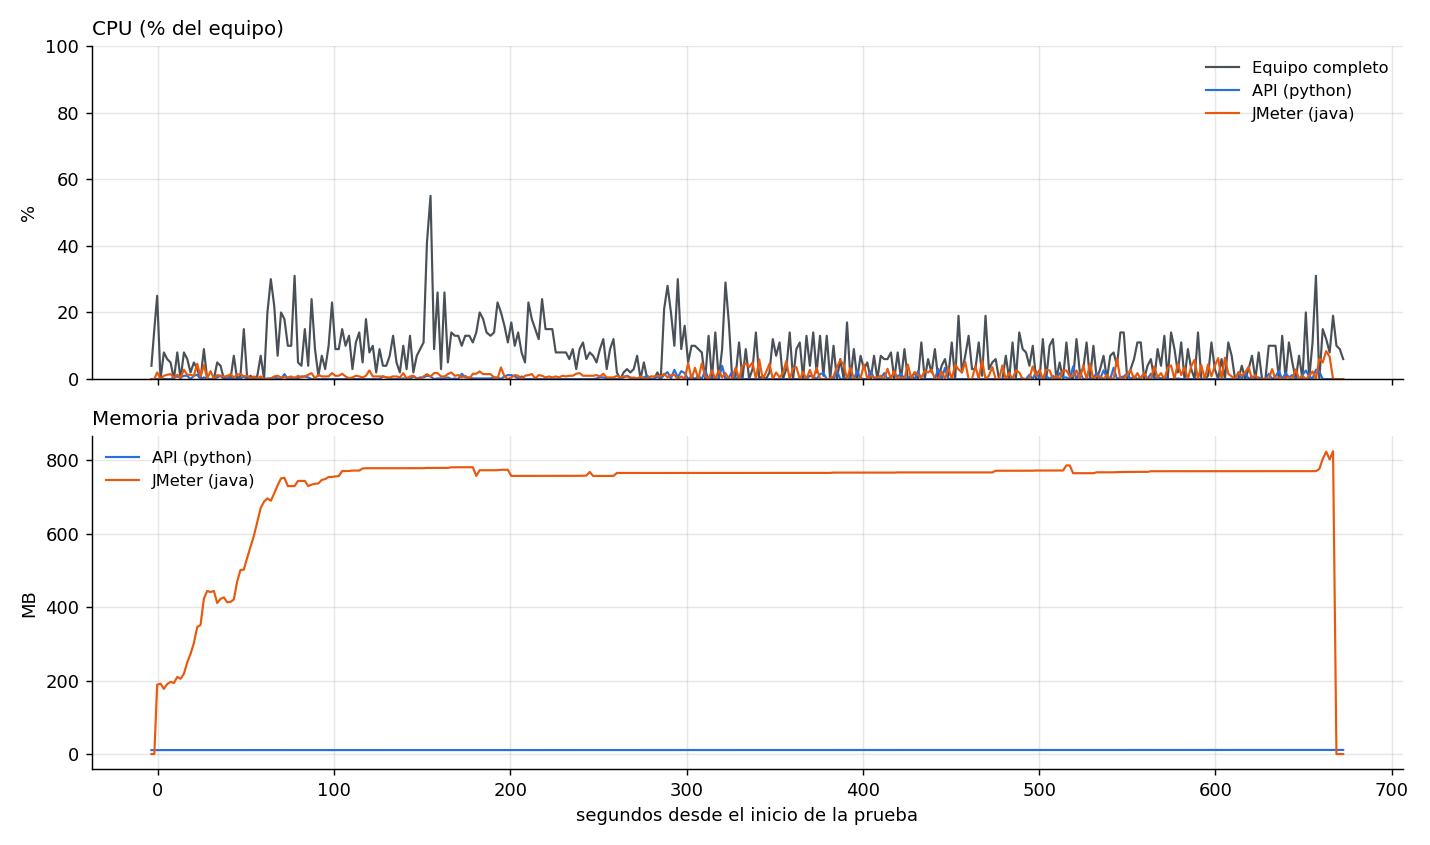 CPU (% del equipo)
100
80
60
40
20
0
%
Equipo completo
API (python)
JMeter (java)
Memoria privada por proceso
800
600
400
200
0
MB
API (python)
JMeter (java)
0 100 200 300 400 500 600 700
segundos desde el inicio de la prueba